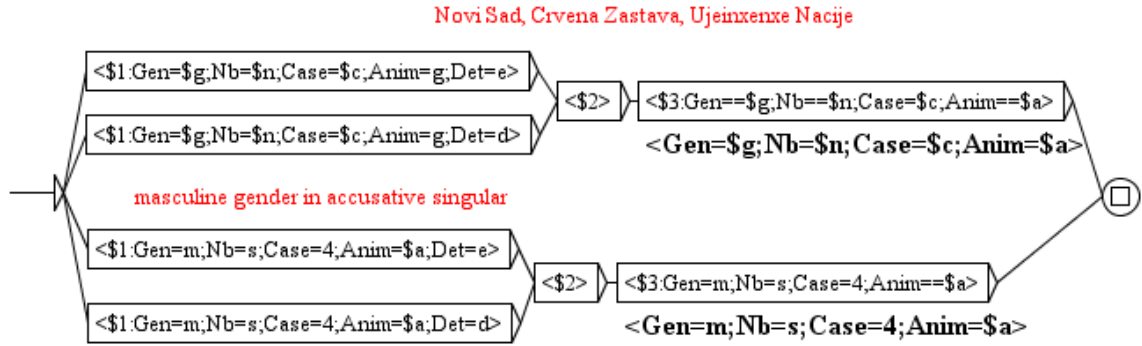 Novi Sad, Crvena Zastava, Ujeinxenxe Nacije
<$1:Gen=$g;Nb=$n;Case=$c;Anim=g;Det=e>
<$2>
<$3:Gen==$g;Nb==$n;Case=$c;Anim==$a>
<$1:Gen=$g;Nb=$n;Case=$c;Anim=g;Det=d>
<Gen=$g;Nb=$n;Case=$c;Anim=$a>
masculine gender in accusative singular
<$1:Gen=m;Nb=s;Case=4;Anim=$a;Det=e>
<$2>
<$3:Gen=m;Nb=s;Case=4;Anim==$a>
<$1:Gen=m;Nb=s;Case=4;Anim=$a;Det=d>
<Gen=m;Nb=s;Case=4;Anim=$a>